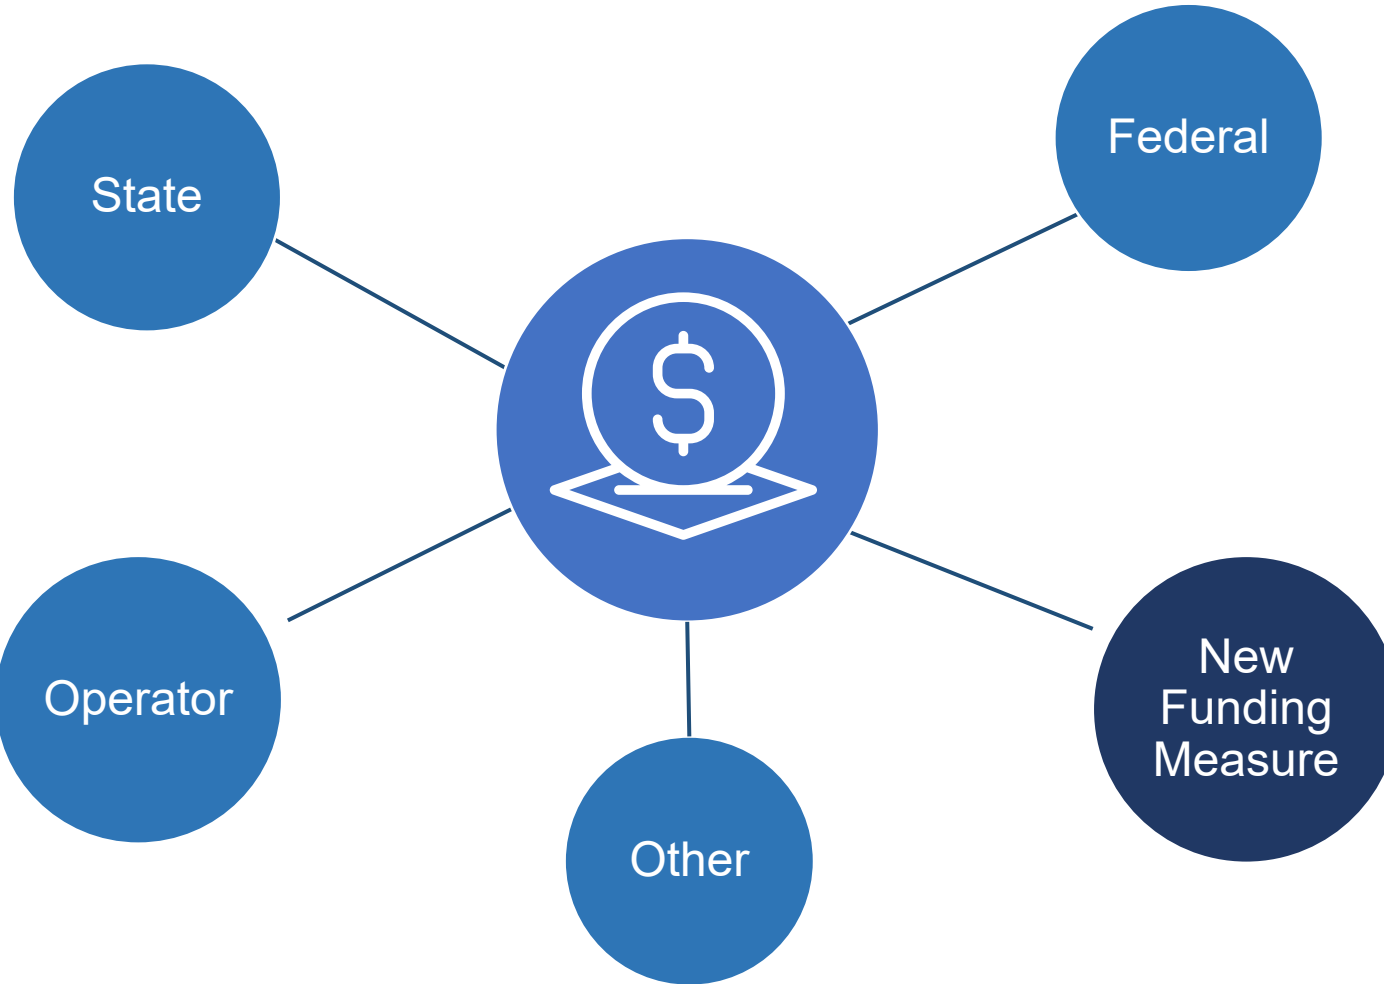 State
Federal
$
Operator
New
Funding
Measure
Other